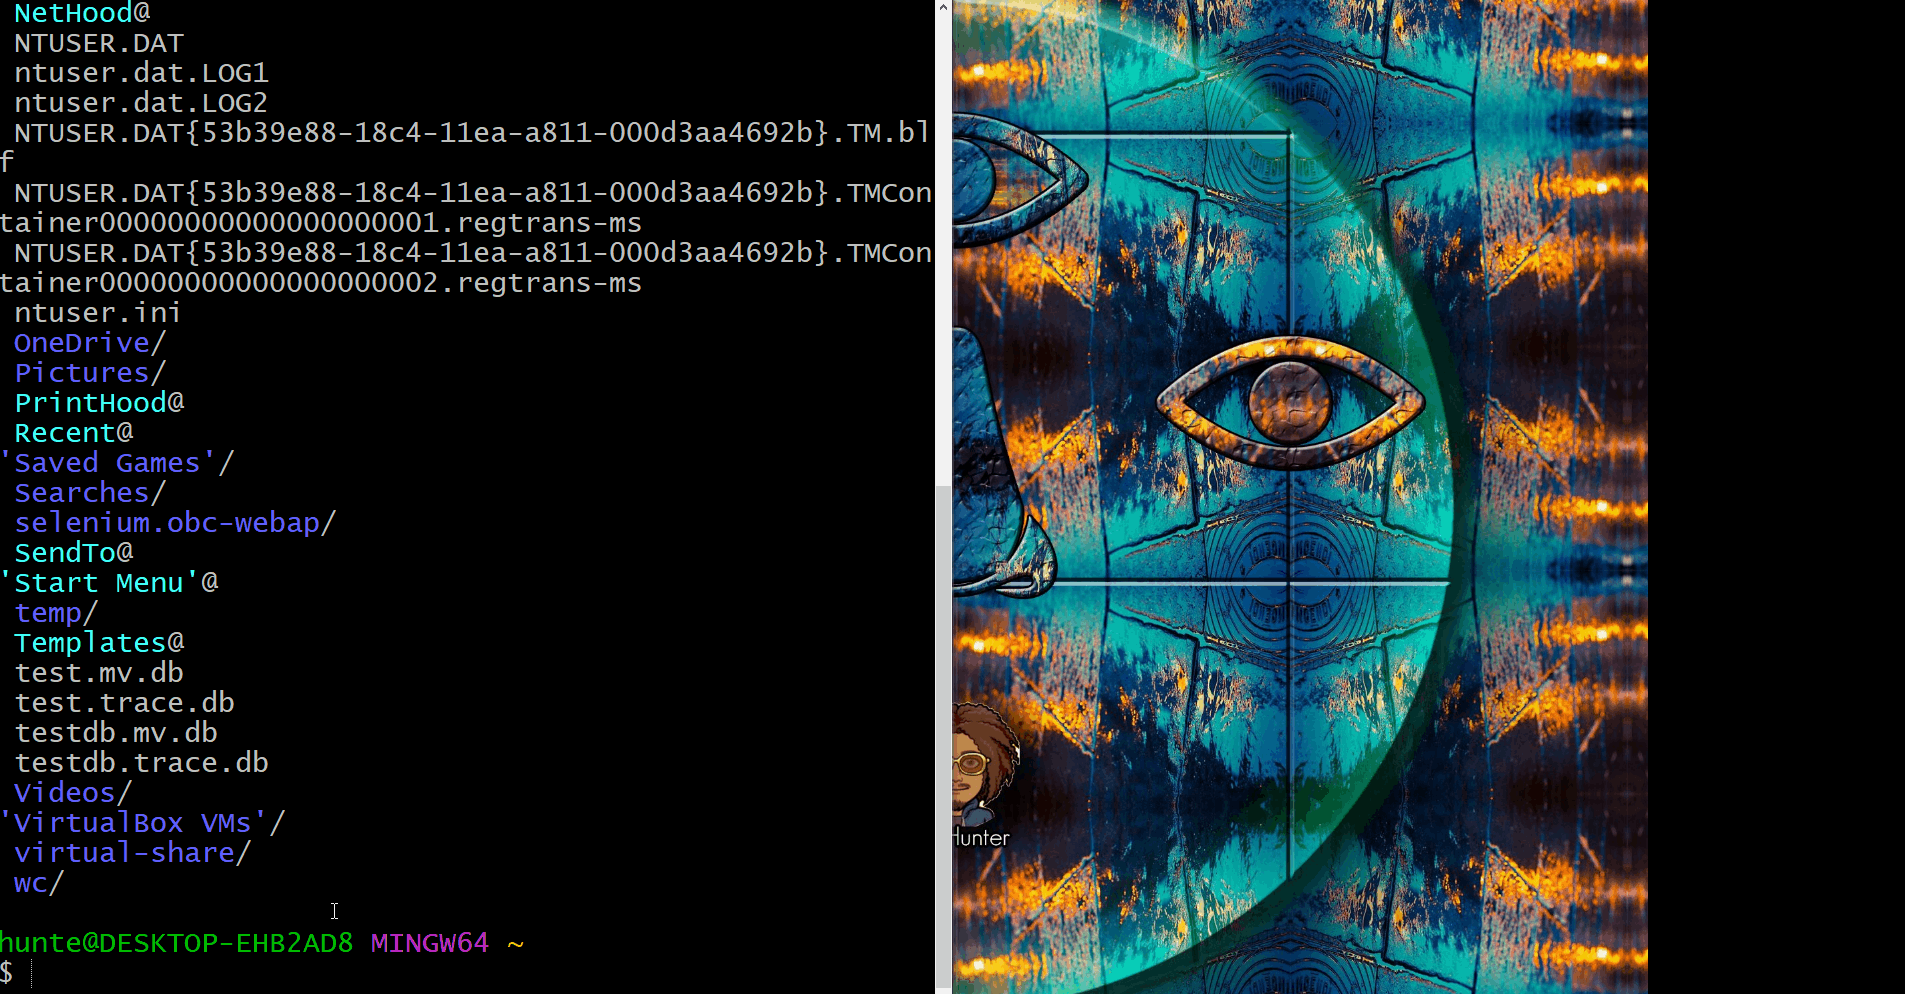 NetHood@
NTUSER.DAT
ntuser.dat.LOG1
ntuser.dat.LOG2
NTUSER.DAT{53b39e88-18c4-11ea-a811-000d3aa4692b}.TM.bl
f
NTUSER.DAT{53b39e88-18c4-11ea-a811-000d3aa4692b}.TMCon
tainer00000000000000000001.regtrans-ms
NTUSER.DAT{53b39e88-18c4-11ea-a811-000d3aa4692b}.TMCon
tainer00000000000000000002.regtrans-ms
ntuser.ini
OneDrive/
Pictures/
PrintHood@
Recent@
'Saved Games'/
Searches/
selenium.obc-webap/
SendTo@
'Start Menu'@
temp/
Templates@
test.mv.db
test.trace.db
testdb.mv.db
testdb.trace.db
Videos/
'VirtualBox VMs'/
virtual-share/
wc/
hunte@DESKTOP-EHB2AD8 MINGW64 ~
$
Hunter